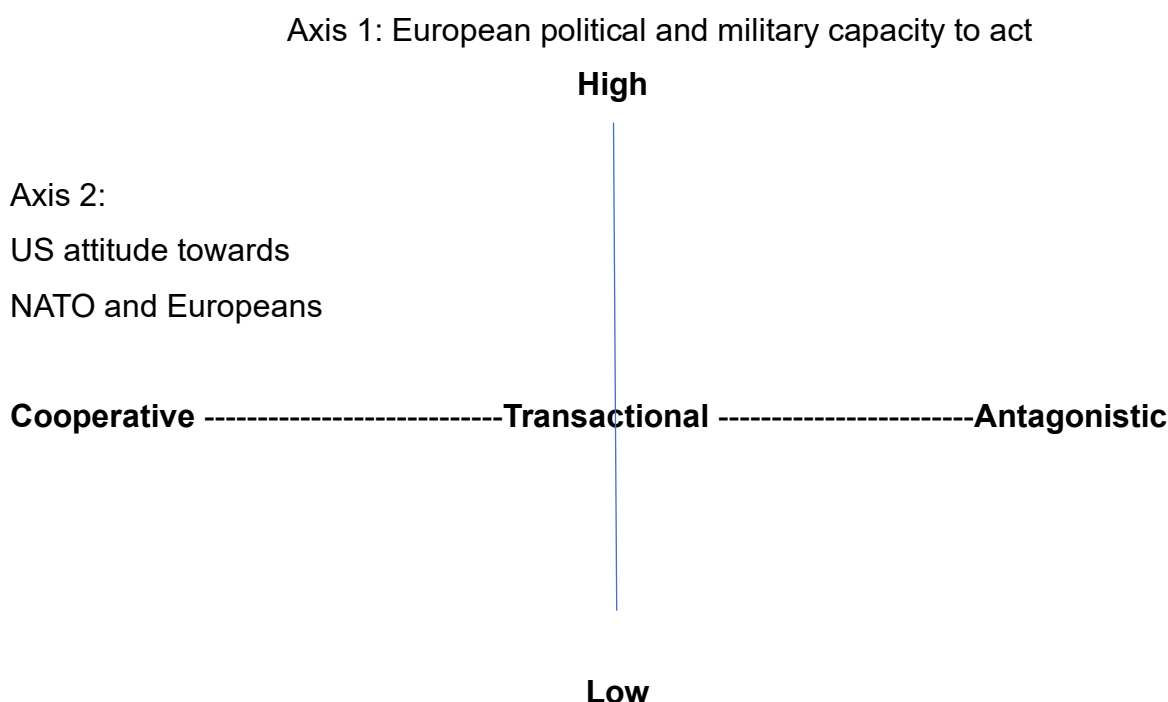 Axis 1: European political and military capacity to act
High
Axis 2:
US attitude towards
NATO and Europeans
Cooperative ----------------------------Transactional ------------------------Antagonistic
Low